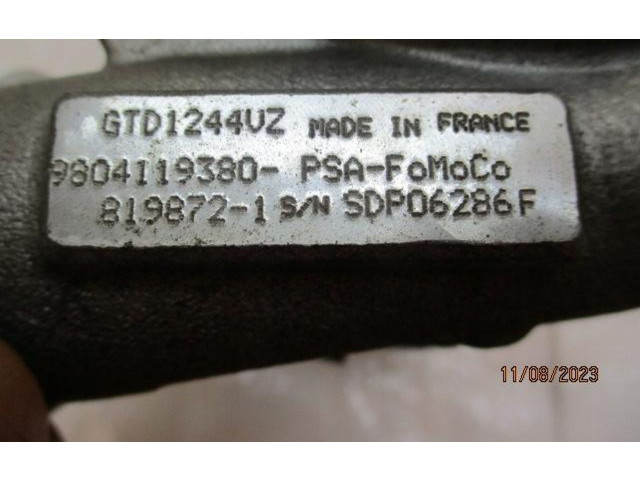 GTD1244VZ MADE IN FRANCE
9804119380- PSA-FoMoCo
819872-1 S/N SDP06286F
11/08/2023